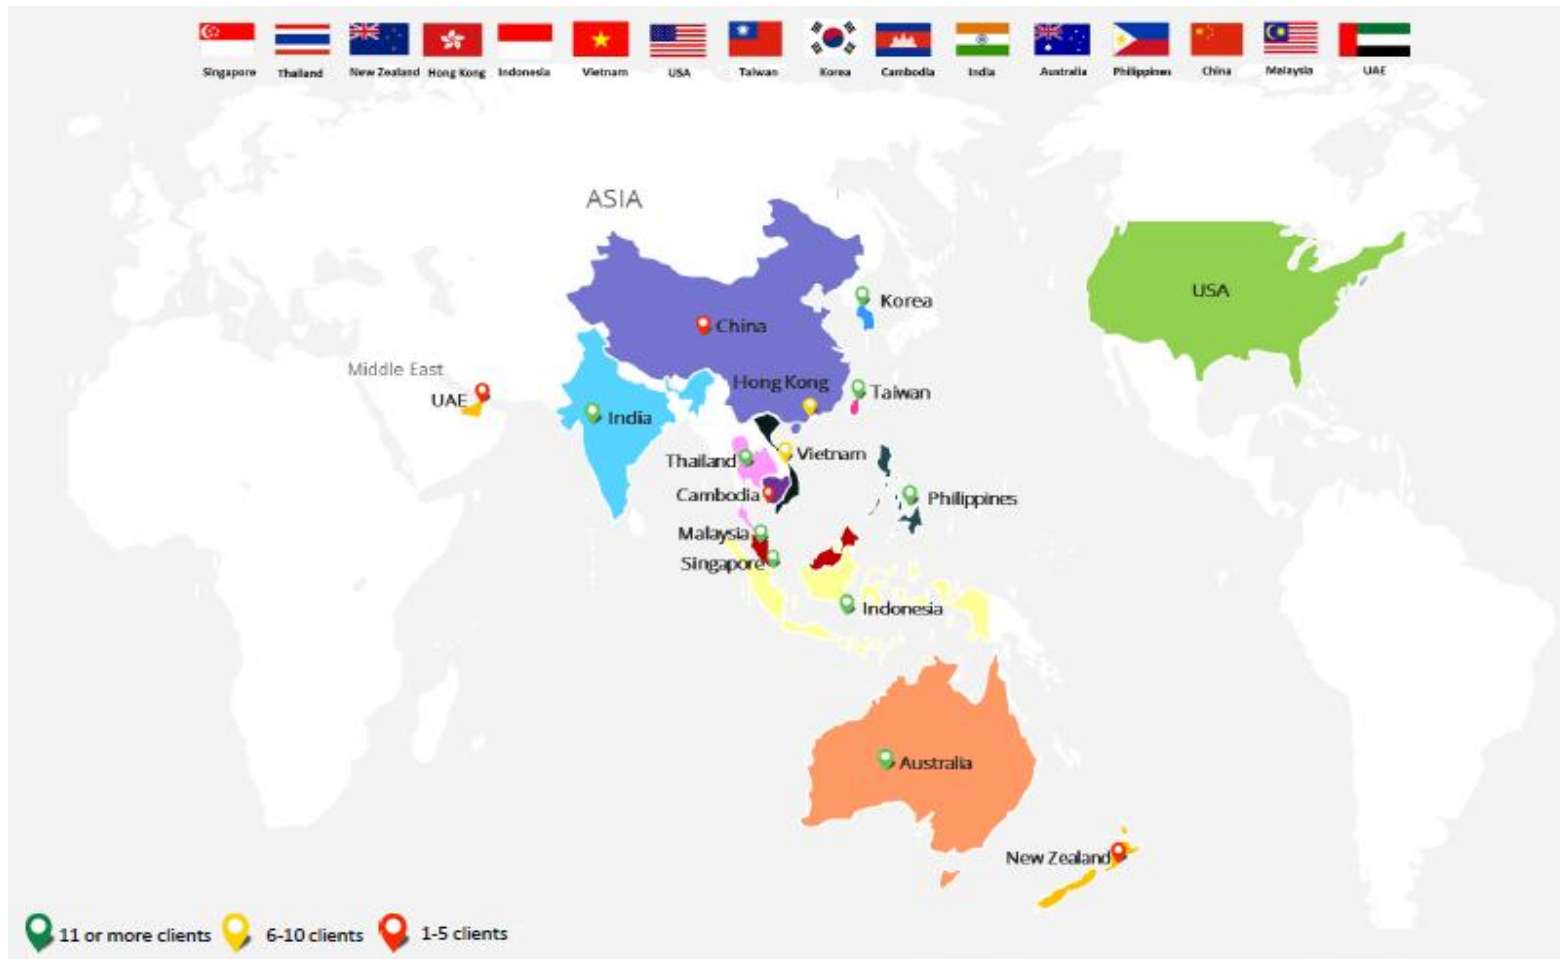 Singapore
Thailand
New Zealand
Hong Kong
Indonesia
Vietnam
USA
Taiwan
Korea
Cambodia
India
Australia
Philippines
China
Malaysia
UAE
ASIA
USA
Korea
China
Middle East
Hong Kong
Taiwan
UAE
India
Vietnam
Thailand
Cambodia
Philippines
Malaysia
Singapore
Indonesia
Australia
New Zealand
11 or more clients
6-10 clients
1-5 clients